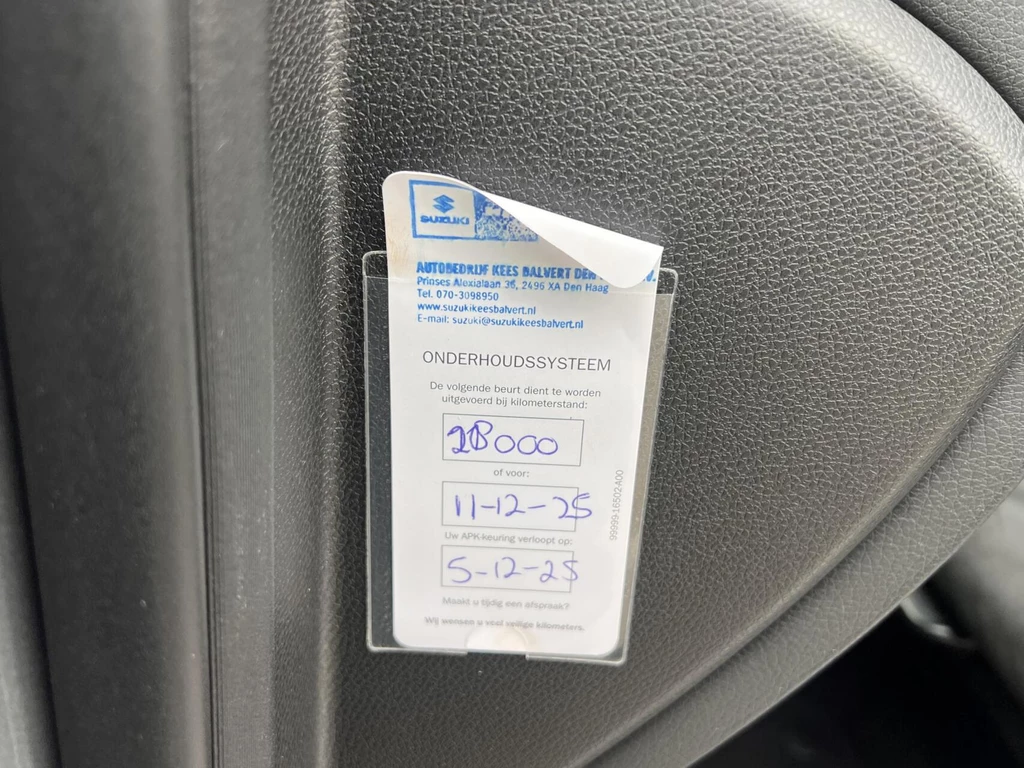 SUZUKI
AUTOBEDRIJF KEES BALVERT DEN V.
Prinses Alexialaan 36, 2496 XA Den Haag
Tel. 070-3098950
www.suzukikeesbalvert.nl
E-mail: suzuki@suzukikeesbalvert.nl
ONDERHOUDSSYSTEEM
De volgende beurt dient te worden
uitgevoerd bij kilometerstand:
28000
of voor:
11-12-25
Uw APK-keuring verloopt op:
5-12-25
Maakt u tijdig een afspraak?
Wij wensen u veel veilige kilometers.
99999-16502-A00